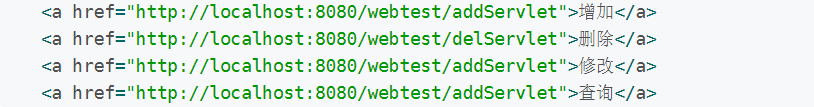 <a href="http://localhost:8080/webtest/addServlet">增加</a>
<a href="http://localhost:8080/webtest/delServlet">删除</a>
<a href="http://localhost:8080/webtest/addServlet">修改</a>
<a href="http://localhost:8080/webtest/addServlet">查询</a>